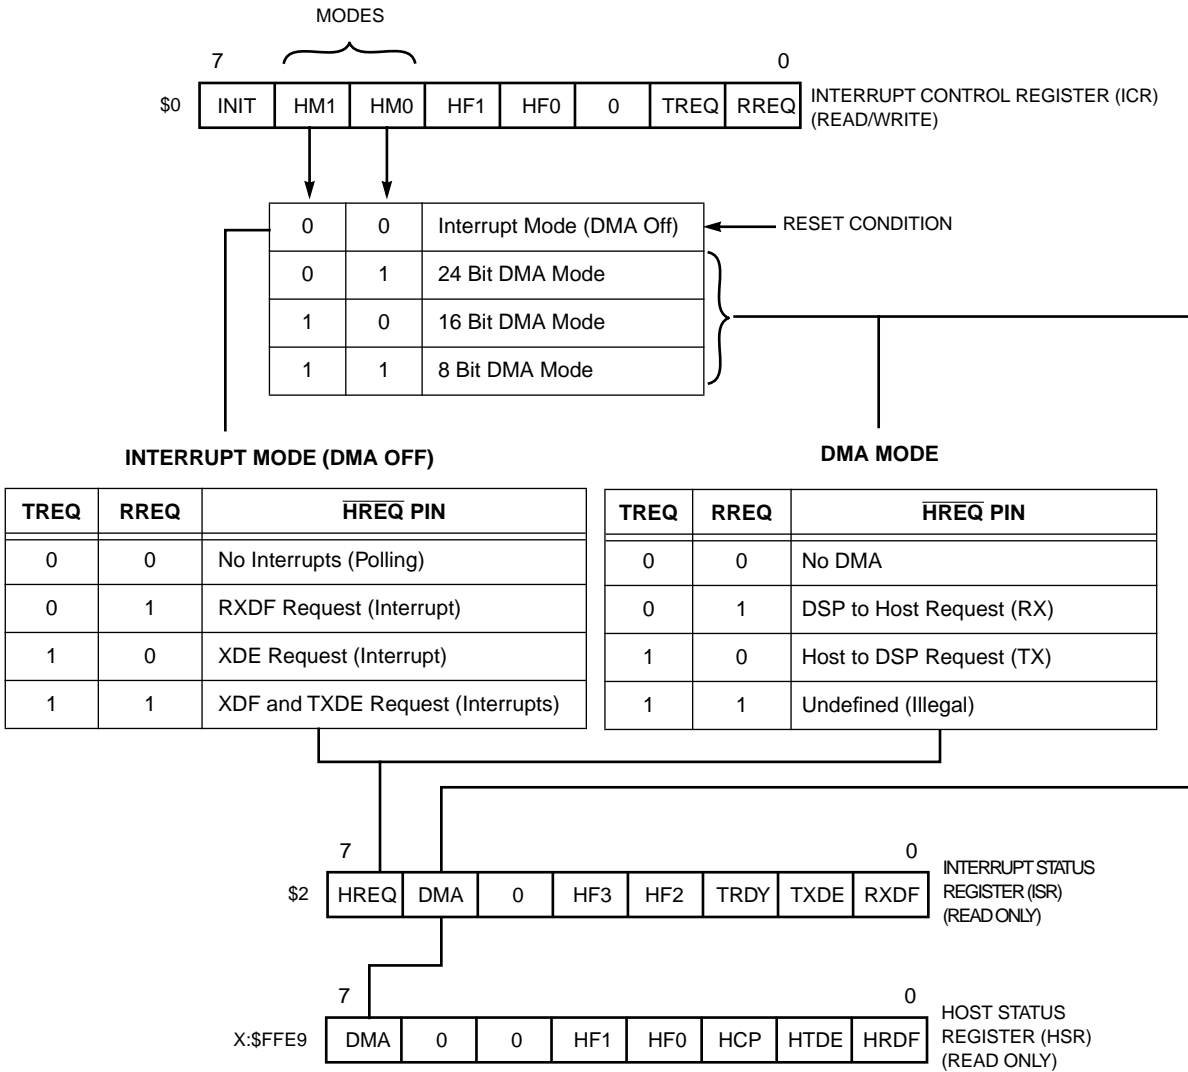 MODES
7 0
$0 INIT HM1 HM0 HF1 HF0 0 TREQ RREQ INTERRUPT CONTROL REGISTER (ICR)
(READ/WRITE)
0 0 Interrupt Mode (DMA Off) RESET CONDITION
0 1 24 Bit DMA Mode
1 0 16 Bit DMA Mode
1 1 8 Bit DMA Mode
INTERRUPT MODE (DMA OFF)
TREQ RREQ HREQ PIN
0 0 No Interrupts (Polling)
0 1 RXDF Request (Interrupt)
1 0 XDE Request (Interrupt)
1 1 XDF and TXDE Request (Interrupts)
DMA MODE
TREQ RREQ HREQ PIN
0 0 No DMA
0 1 DSP to Host Request (RX)
1 0 Host to DSP Request (TX)
1 1 Undefined (Illegal)
7 0
$2 HREQ DMA 0 HF3 HF2 TRDY TXDE RXDF
INTERRUPT STATUS
REGISTER (ISR)
(READ ONLY)
7 0
X:$FFE9 DMA 0 0 HF1 HF0 HCP HTDE HRDF
HOST STATUS
REGISTER (HSR)
(READ ONLY)